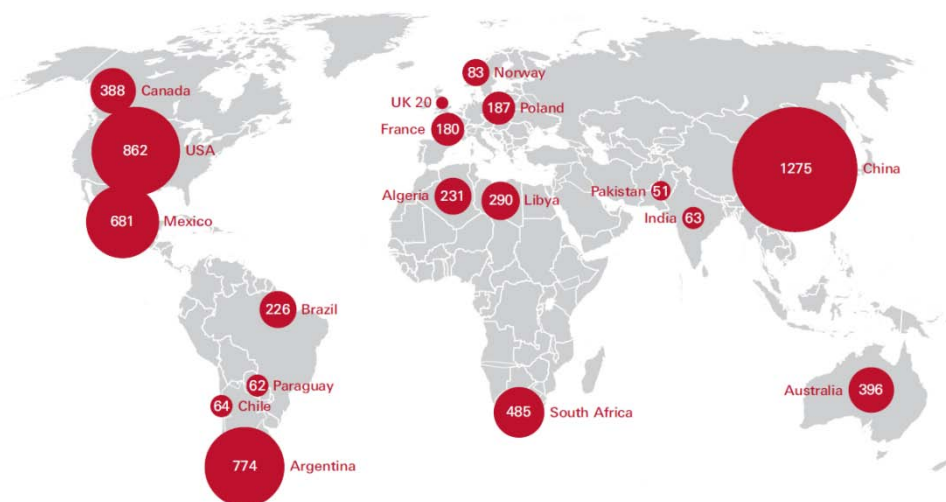 83 Norway
388 Canada
UK 20
187 Poland
France 180
862 USA
1275 China
Pakistan 51
Algeria 231
290 Libya
India 63
681 Mexico
226 Brazil
62 Paraguay
Australia 396
64 Chile
485 South Africa
774 Argentina